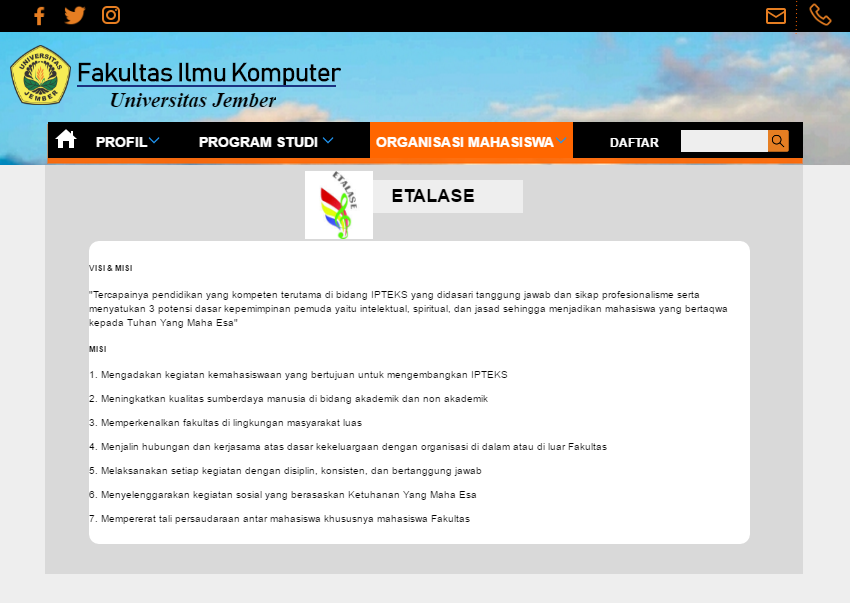 UNIVERSITAS
JEMBER
Fakultas Ilmu Komputer
Universitas Jember
PROFIL PROGRAM STUDI ORGANISASI MAHASISWA DAFTAR
ETALASE
ETALASE
VISI & MISI
"Tercapainya pendidikan yang kompeten terutama di bidang IPTEKS yang didasari tanggung jawab dan sikap profesionalisme serta
menyatukan 3 potensi dasar kepemimpinan pemuda yaitu intelektual, spiritual, dan jasad sehingga menjadikan mahasiswa yang bertaqwa
kepada Tuhan Yang Maha Esa"
MISI
1. Mengadakan kegiatan kemahasiswaan yang bertujuan untuk mengembangkan IPTEKS
2. Meningkatkan kualitas sumberdaya manusia di bidang akademik dan non akademik
3. Memperkenalkan fakultas di lingkungan masyarakat luas
4. Menjalin hubungan dan kerjasama atas dasar kekeluargaan dengan organisasi di dalam atau di luar Fakultas
5. Melaksanakan setiap kegiatan dengan disiplin, konsisten, dan bertanggung jawab
6. Menyelenggarakan kegiatan sosial yang berasaskan Ketuhanan Yang Maha Esa
7. Mempererat tali persaudaraan antar mahasiswa khususnya mahasiswa Fakultas